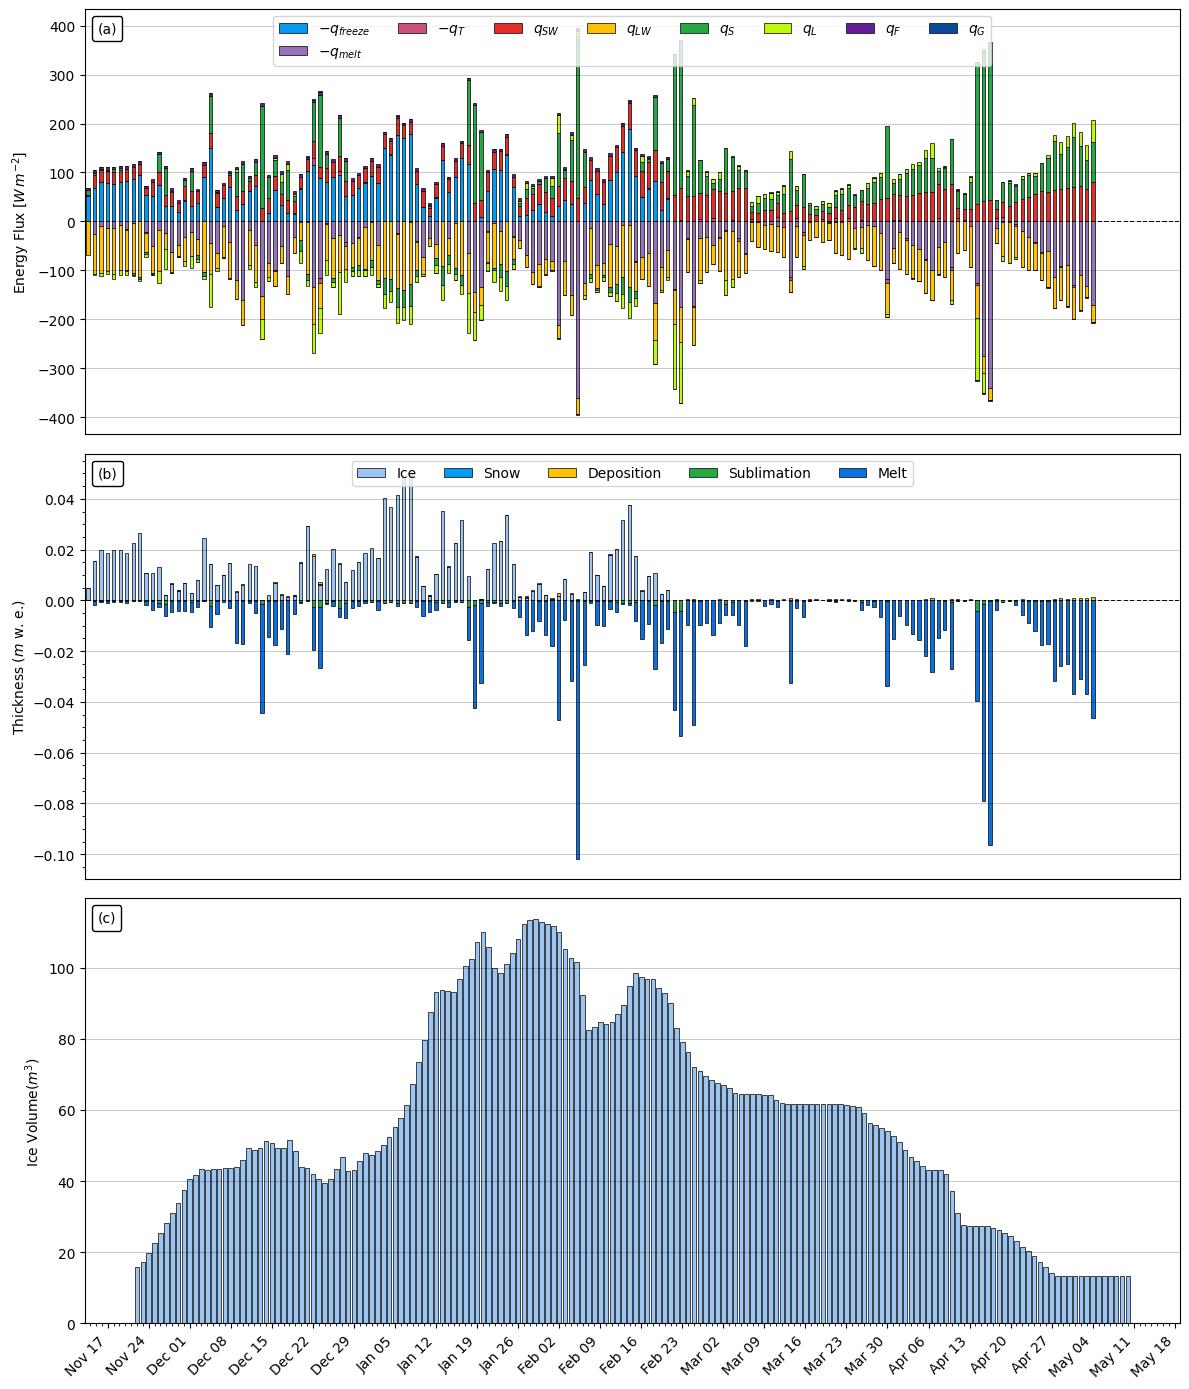 (a)
−q_freeze −q_T q_SW q_LW q_S q_L q_F q_G
−q_melt
Energy Flux [W m⁻²]
400
300
200
100
0
−100
−200
−300
−400
(b)
Ice Snow Deposition Sublimation Melt
Thickness (m w. e.)
0.04
0.02
0.00
−0.02
−0.04
−0.06
−0.08
−0.10
(c)
Ice Volume(m³)
100
80
60
40
20
0
Nov 17 Nov 24 Dec 01 Dec 08 Dec 15 Dec 22 Dec 29 Jan 05 Jan 12 Jan 19 Jan 26 Feb 02 Feb 09 Feb 16 Feb 23 Mar 02 Mar 09 Mar 16 Mar 23 Mar 30 Apr 06 Apr 13 Apr 20 Apr 27 May 04 May 11 May 18